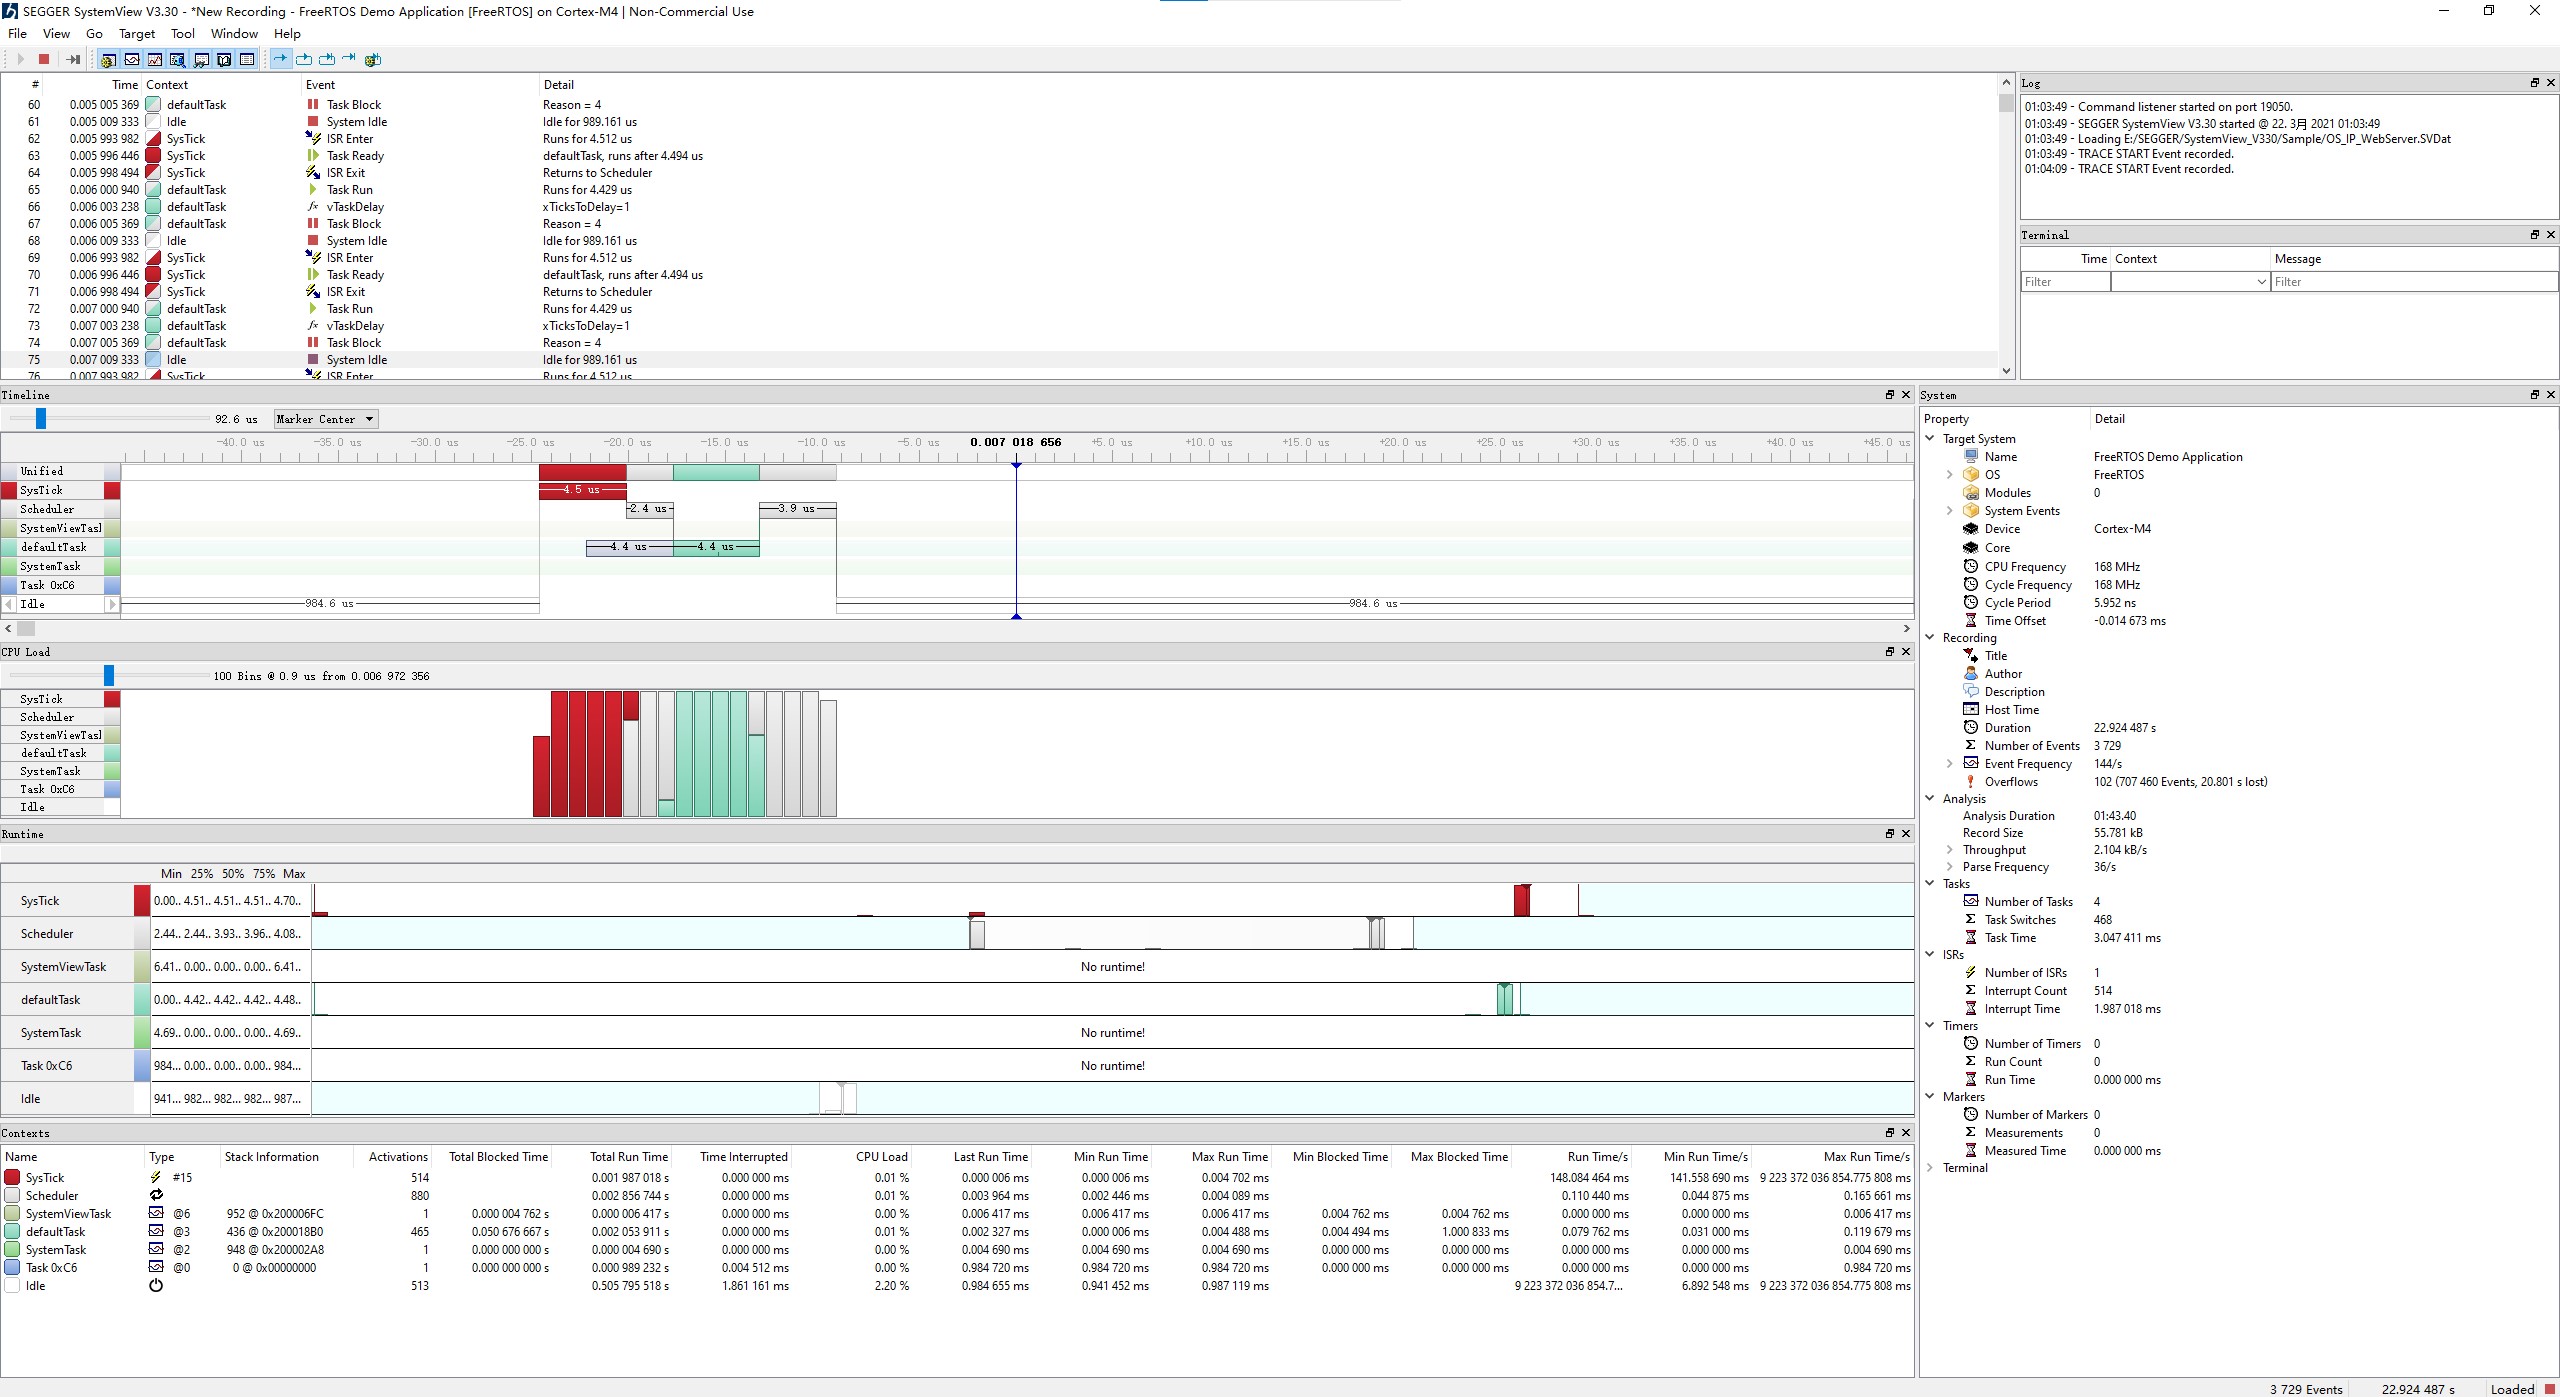 SEGGER SystemView V3.30 - *New Recording - FreeRTOS Demo Application [FreeRTOS] on Cortex-M4 | Non-Commercial Use
File View Go Target Tool Window Help
# Time Context Event Detail
60 0.005 005 369 defaultTask Task Block Reason = 4
61 0.005 009 333 Idle System Idle Idle for 989.161 us
62 0.005 993 982 SysTick ISR Enter Runs for 4.512 us
63 0.005 996 446 SysTick Task Ready defaultTask, runs after 4.494 us
64 0.005 998 494 SysTick ISR Exit Returns to Scheduler
65 0.006 000 940 defaultTask Task Run Runs for 4.429 us
66 0.006 003 238 defaultTask vTaskDelay xTicksToDelay=1
67 0.006 005 369 defaultTask Task Block Reason = 4
68 0.006 009 333 Idle System Idle Idle for 989.161 us
69 0.006 993 982 SysTick ISR Enter Runs for 4.512 us
70 0.006 996 446 SysTick Task Ready defaultTask, runs after 4.494 us
71 0.006 998 494 SysTick ISR Exit Returns to Scheduler
72 0.007 000 940 defaultTask Task Run Runs for 4.429 us
73 0.007 003 238 defaultTask vTaskDelay xTicksToDelay=1
74 0.007 005 369 defaultTask Task Block Reason = 4
75 0.007 009 333 Idle System Idle Idle for 989.161 us
76 0.007 993 982 SysTick ISR Enter Runs for 4.512 us
Log
01:03:49 - Command listener started on port 19050.
01:03:49 - SEGGER SystemView V3.30 started @ 22. 3月 2021 01:03:49
01:03:49 - Loading E:/SEGGER/SystemView_V330/Sample/OS_IP_WebServer.SVDat
01:03:49 - TRACE START Event recorded.
01:04:09 - TRACE START Event recorded.
Terminal
Time Context Message
Filter Filter
Timeline
92.6 us Marker Center
-40.0 us -35.0 us -30.0 us -25.0 us -20.0 us -15.0 us -10.0 us -5.0 us 0.007 018 656 +5.0 us +10.0 us +15.0 us +20.0 us +25.0 us +30.0 us +35.0 us +40.0 us +45.0 us
Unified
SysTick 4.5 us
Scheduler 2.4 us 3.9 us
SystemViewTas
defaultTask 4.4 us 4.4 us
SystemTask
Task 0xC6
Idle 984.6 us 984.6 us
CPU Load
100 Bins @ 0.9 us from 0.006 972 356
SysTick
Scheduler
SystemViewTas
defaultTask
SystemTask
Task 0xC6
Idle
Runtime
Min 25% 50% 75% Max
SysTick 0.00.. 4.51.. 4.51.. 4.51.. 4.70..
Scheduler 2.44.. 2.44.. 3.93.. 3.96.. 4.08..
SystemViewTask 6.41.. 0.00.. 0.00.. 0.00.. 6.41.. No runtime!
defaultTask 0.00.. 4.42.. 4.42.. 4.42.. 4.48..
SystemTask 4.69.. 0.00.. 0.00.. 0.00.. 4.69.. No runtime!
Task 0xC6 984... 0.00.. 0.00.. 0.00.. 984... No runtime!
Idle 941... 982... 982... 982... 987...
Contexts
Name Type Stack Information Activations Total Blocked Time Total Run Time Time Interrupted CPU Load Last Run Time Min Run Time Max Run Time Min Blocked Time Max Blocked Time Run Time/s Min Run Time/s Max Run Time/s
SysTick #15 514 0.001 987 018 s 0.000 000 ms 0.01 % 0.000 006 ms 0.000 006 ms 0.004 702 ms 148.084 464 ms 141.558 690 ms 9 223 372 036 854.775 808 ms
Scheduler 880 0.002 856 744 s 0.000 000 ms 0.01 % 0.003 964 ms 0.002 446 ms 0.004 089 ms 0.110 440 ms 0.044 875 ms 0.165 661 ms
SystemViewTask @6 952 @ 0x200006FC 1 0.000 004 762 s 0.000 006 417 s 0.000 000 ms 0.00 % 0.006 417 ms 0.006 417 ms 0.006 417 ms 0.004 762 ms 0.004 762 ms 0.000 000 ms 0.000 000 ms 0.006 417 ms
defaultTask @3 436 @ 0x200018B0 465 0.050 676 667 s 0.002 053 911 s 0.000 000 ms 0.01 % 0.002 327 ms 0.000 006 ms 0.004 488 ms 0.004 494 ms 1.000 833 ms 0.079 762 ms 0.031 000 ms 0.119 679 ms
SystemTask @2 948 @ 0x200002A8 1 0.000 000 000 s 0.000 004 690 s 0.000 000 ms 0.00 % 0.004 690 ms 0.004 690 ms 0.004 690 ms 0.000 000 ms 0.000 000 ms 0.000 000 ms 0.000 000 ms 0.004 690 ms
Task 0xC6 @0 0 @ 0x00000000 1 0.000 000 000 s 0.000 989 232 s 0.004 512 ms 0.00 % 0.984 720 ms 0.984 720 ms 0.984 720 ms 0.000 000 ms 0.000 000 ms 0.000 000 ms 0.000 000 ms 0.984 720 ms
Idle 513 0.505 795 518 s 1.861 161 ms 2.20 % 0.984 655 ms 0.941 452 ms 0.987 119 ms 9 223 372 036 854.7... 6.892 548 ms 9 223 372 036 854.775 808 ms
System
Property Detail
Target System
Name FreeRTOS Demo Application
OS FreeRTOS
Modules 0
System Events
Device Cortex-M4
Core
CPU Frequency 168 MHz
Cycle Frequency 168 MHz
Cycle Period 5.952 ns
Time Offset -0.014 673 ms
Recording
Title
Author
Description
Host Time
Duration 22.924 487 s
Number of Events 3 729
Event Frequency 144/s
Overflows 102 (707 460 Events, 20.801 s lost)
Analysis
Analysis Duration 01:43.40
Record Size 55.781 kB
Throughput 2.104 kB/s
Parse Frequency 36/s
Tasks
Number of Tasks 4
Task Switches 468
Task Time 3.047 411 ms
ISRs
Number of ISRs 1
Interrupt Count 514
Interrupt Time 1.987 018 ms
Timers
Number of Timers 0
Run Count 0
Run Time 0.000 000 ms
Markers
Number of Markers 0
Measurements 0
Measured Time 0.000 000 ms
Terminal
3 729 Events 22.924 487 s Loaded